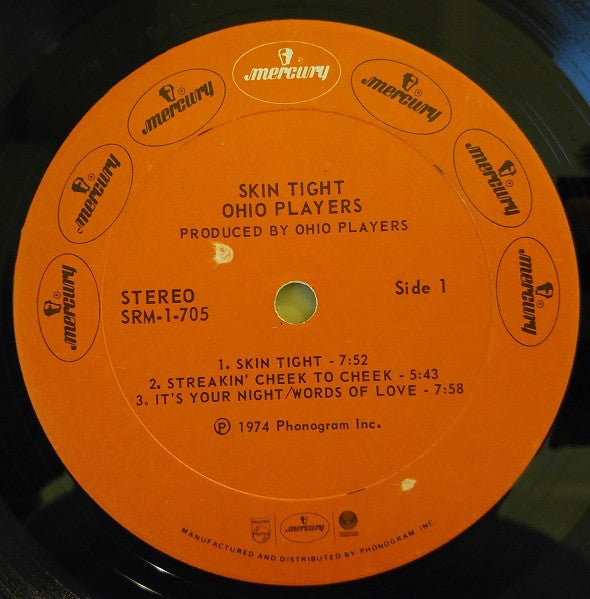 mercury
mercury
mercury
mercury
mercury
mercury
mercury
SKIN TIGHT
OHIO PLAYERS
PRODUCED BY OHIO PLAYERS
STEREO
SRM-1-705
Side 1
1. SKIN TIGHT - 7:52
2. STREAKIN' CHEEK TO CHEEK - 5:43
3. IT'S YOUR NIGHT/WORDS OF LOVE - 7:58
Ⓟ 1974 Phonogram Inc.
PHILIPS
mercury
MANUFACTURED AND DISTRIBUTED BY PHONOGRAM, INC.